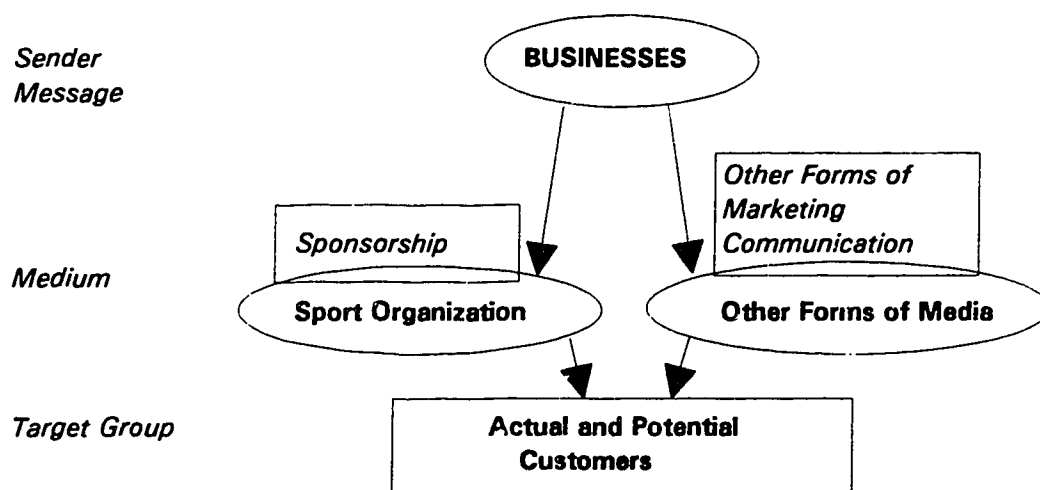 Sender
Message
BUSINESSES
Other Forms of
Marketing
Communication
Sponsorship
Medium
Sport Organization
Other Forms of Media
Target Group
Actual and Potential
Customers